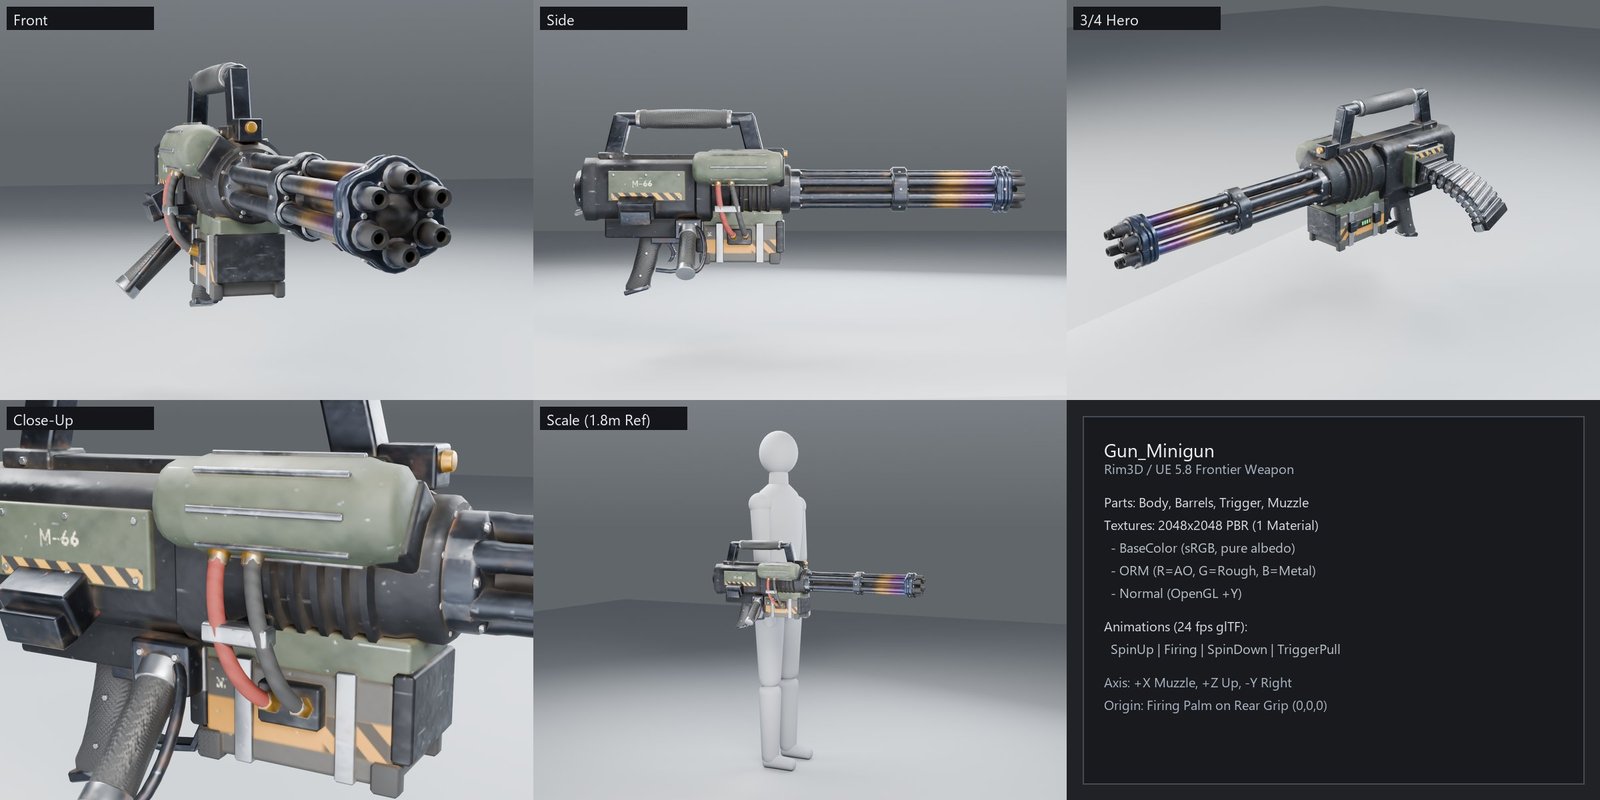 Front
Side
3/4 Hero
M-66
Close-Up
M-66
Scale (1.8m Ref)
Gun_Minigun
Rim3D / UE 5.8 Frontier Weapon
Parts: Body, Barrels, Trigger, Muzzle
Textures: 2048x2048 PBR (1 Material)
- BaseColor (sRGB, pure albedo)
- ORM (R=AO, G=Rough, B=Metal)
- Normal (OpenGL +Y)
Animations (24 fps glTF):
SpinUp | Firing | SpinDown | TriggerPull
Axis: +X Muzzle, +Z Up, -Y Right
Origin: Firing Palm on Rear Grip (0,0,0)